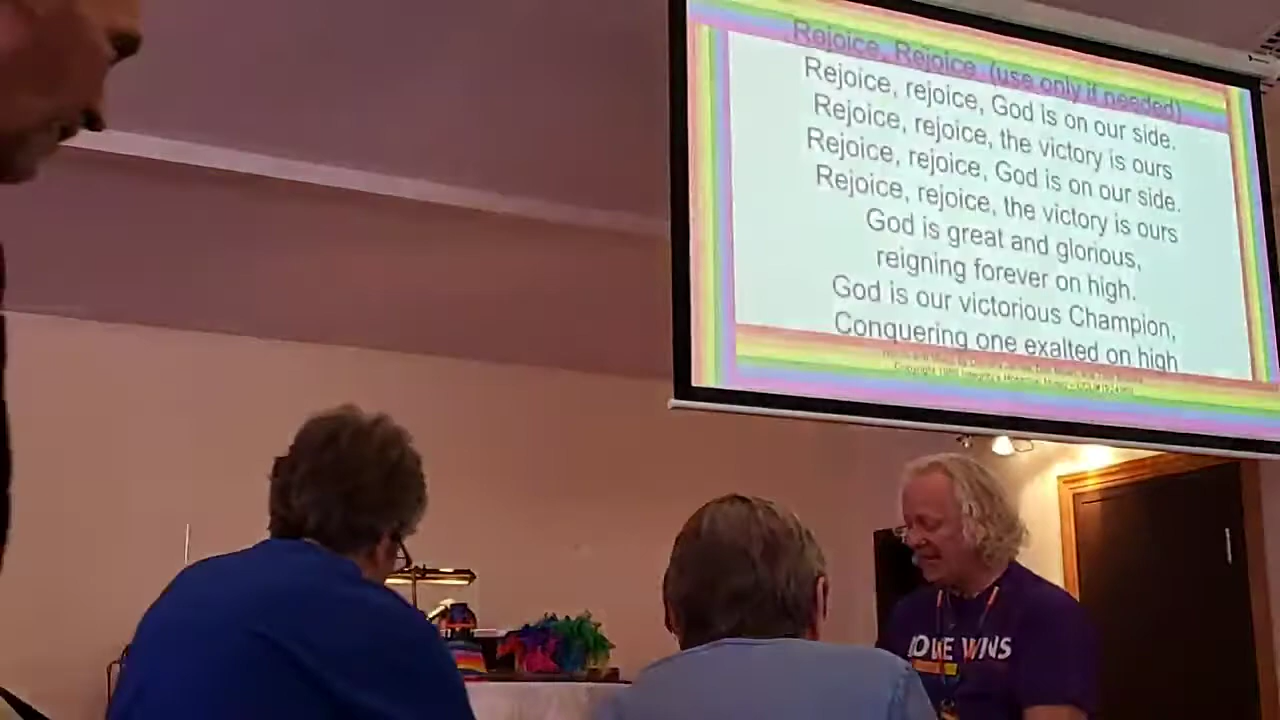 Rejoice, Rejoice (use only if needed)
Rejoice, rejoice, God is on our side.
Rejoice, rejoice, the victory is ours
Rejoice, rejoice, God is on our side.
Rejoice, rejoice, the victory is ours
God is great and glorious,
reigning forever on high.
God is our victorious Champion,
Conquering one exalted on high
LOVE WINS